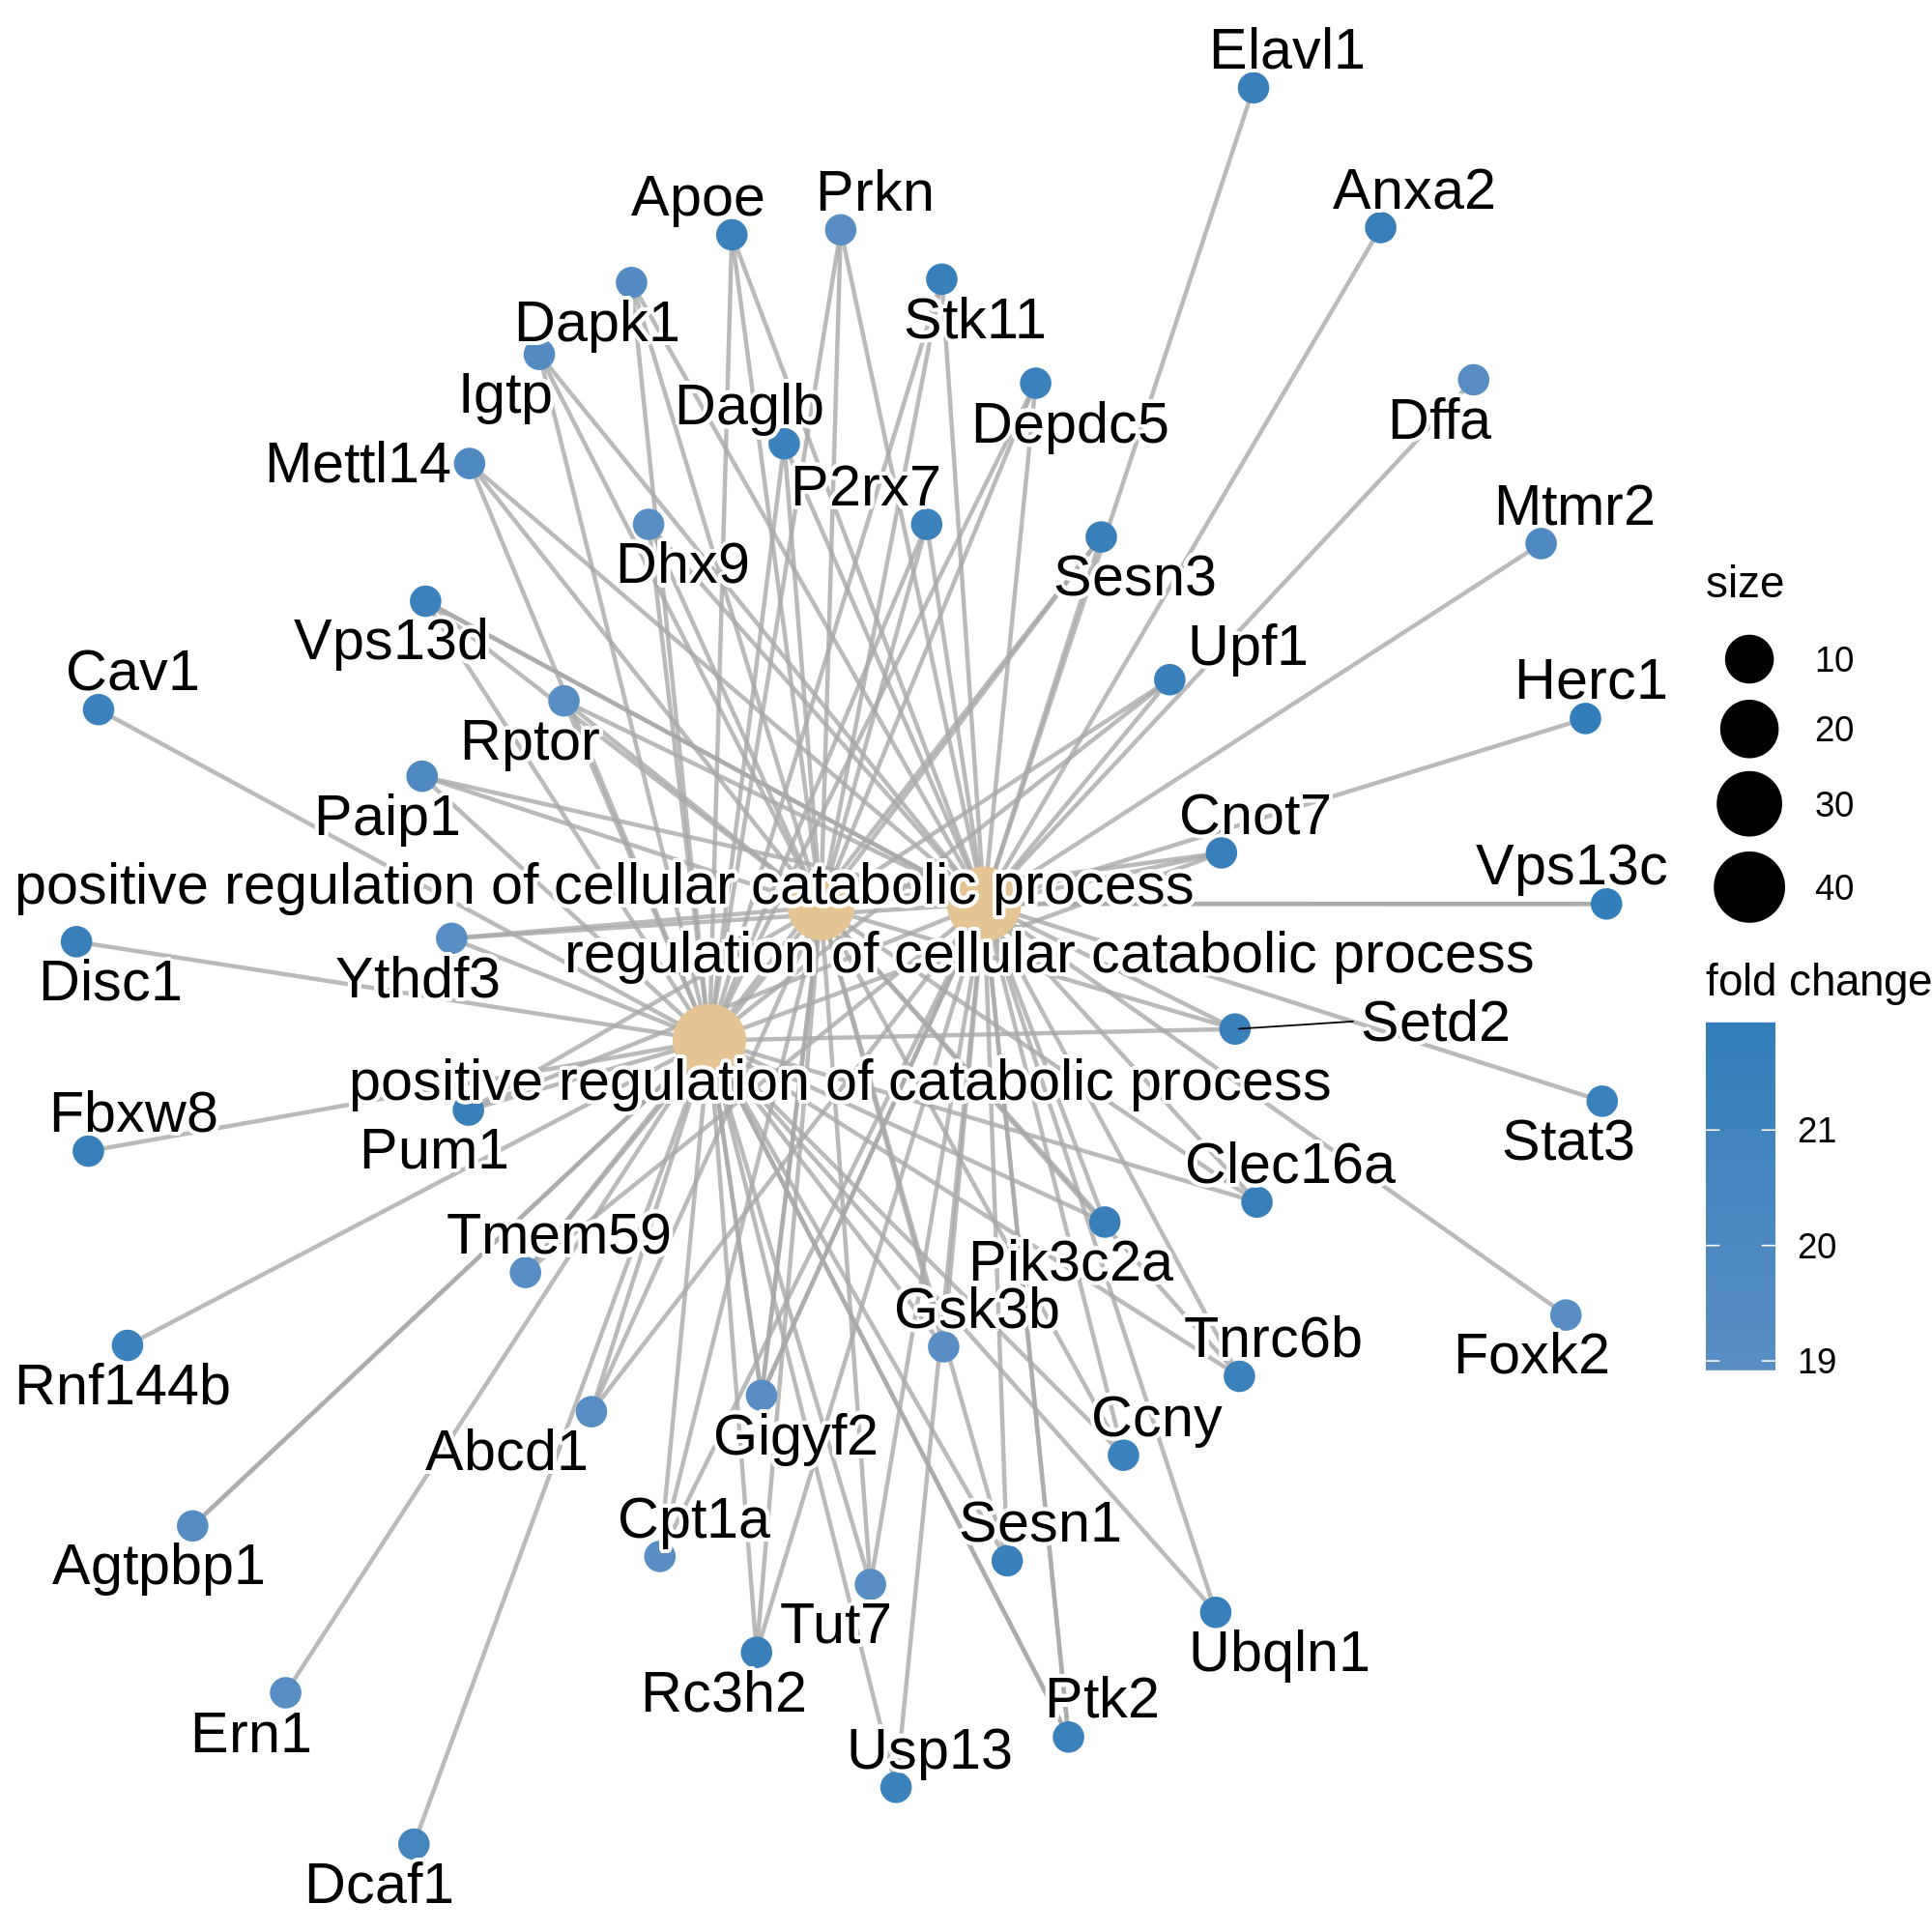 Elavl1
Anxa2
Apoe
Prkn
Dapk1
Stk11
Igtp
Daglb
Depdc5
Dffa
Mettl14
P2rx7
Mtmr2
Dhx9
Sesn3
size
Vps13d
Upf1
Cav1
10
Herc1
Rptor
20
Paip1
Cnot7
30
Vps13c
positive regulation of cellular catabolic process
40
regulation of cellular catabolic process
Disc1
Ythdf3
fold change
Setd2
positive regulation of catabolic process
Fbxw8
21
Pum1
Stat3
Clec16a
Tmem59
20
Pik3c2a
Gsk3b
Tnrc6b
Foxk2
19
Rnf144b
Ccny
Gigyf2
Abcd1
Cpt1a
Sesn1
Agtpbp1
Tut7
Ubqln1
Rc3h2
Ptk2
Ern1
Usp13
Dcaf1